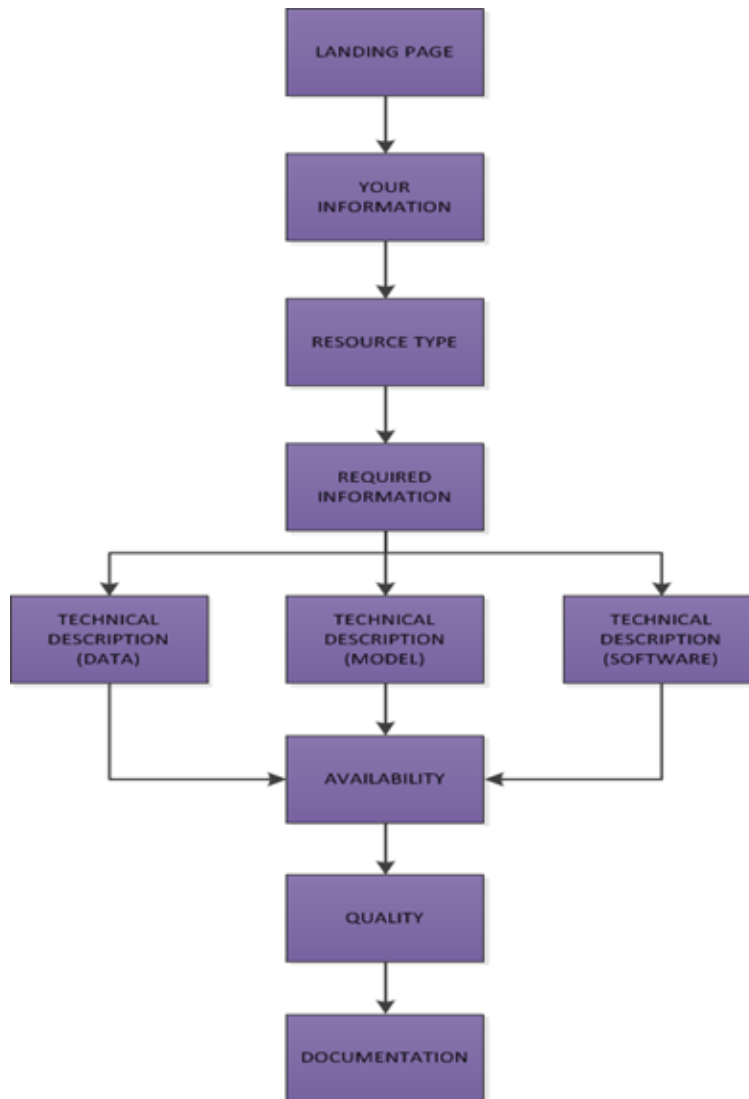 LANDING PAGE
YOUR
INFORMATION
RESOURCE TYPE
REQUIRED
INFORMATION
TECHNICAL
DESCRIPTION
(DATA)
TECHNICAL
DESCRIPTION
(MODEL)
TECHNICAL
DESCRIPTION
(SOFTWARE)
AVAILABILITY
QUALITY
DOCUMENTATION